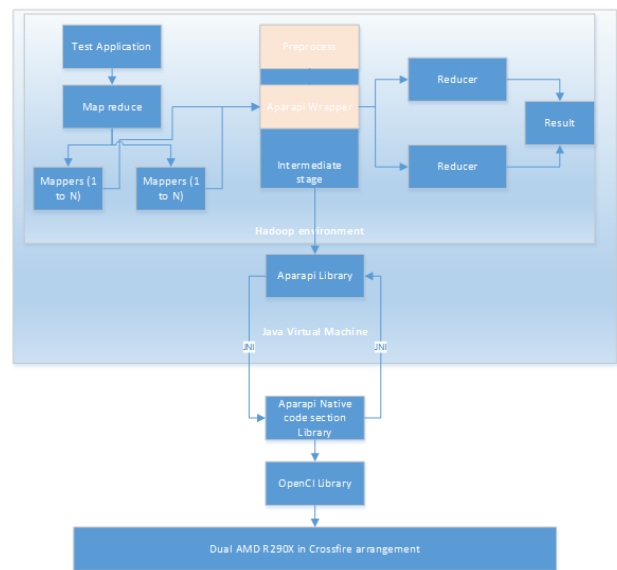 Test Application
Preprocess
Map reduce
Aparapi Wrapper
Reducer
Result
Mappers (1
to N)
Mappers (1
to N)
Intermediate
stage
Reducer
Hadoop environment
Aparapi Library
Java Virtual Machine
JNI
JNI
Aparapi Native
code section
Library
OpenCl Library
Dual AMD R290X in Crossfire arrangement